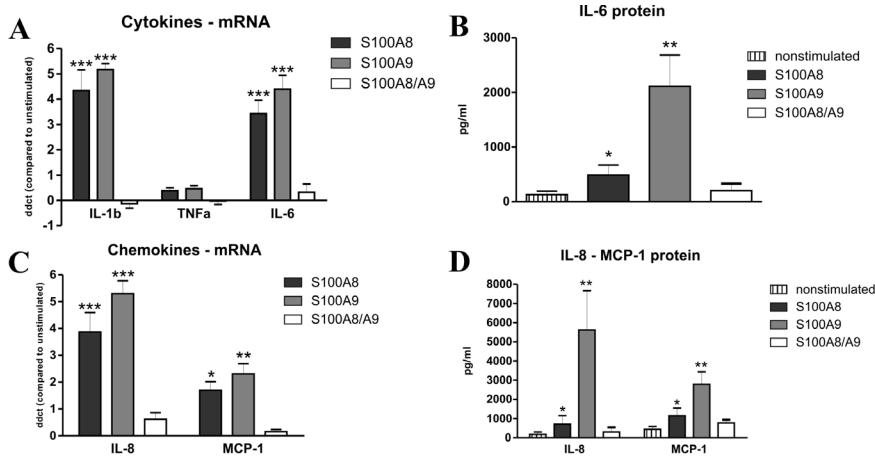 A
Cytokines - mRNA
ddct (compared to unstimulated)
6
5
4
3
2
1
0
-1
***
***
***
***
IL-1b
TNFa
IL-6
S100A8
S100A9
S100A8/A9
B
IL-6 protein
pg/ml
3000
2000
1000
0
*
**
nonstimulated
S100A8
S100A9
S100A8/A9
C
Chemokines - mRNA
ddct (compared to unstimulated)
6
5
4
3
2
1
0
***
***
*
**
IL-8
MCP-1
S100A8
S100A9
S100A8/A9
D
IL-8 - MCP-1 protein
pg/ml
8000
7000
6000
5000
4000
3000
2000
1000
0
*
**
*
**
IL-8
MCP-1
nonstimulated
S100A8
S100A9
S100A8/A9